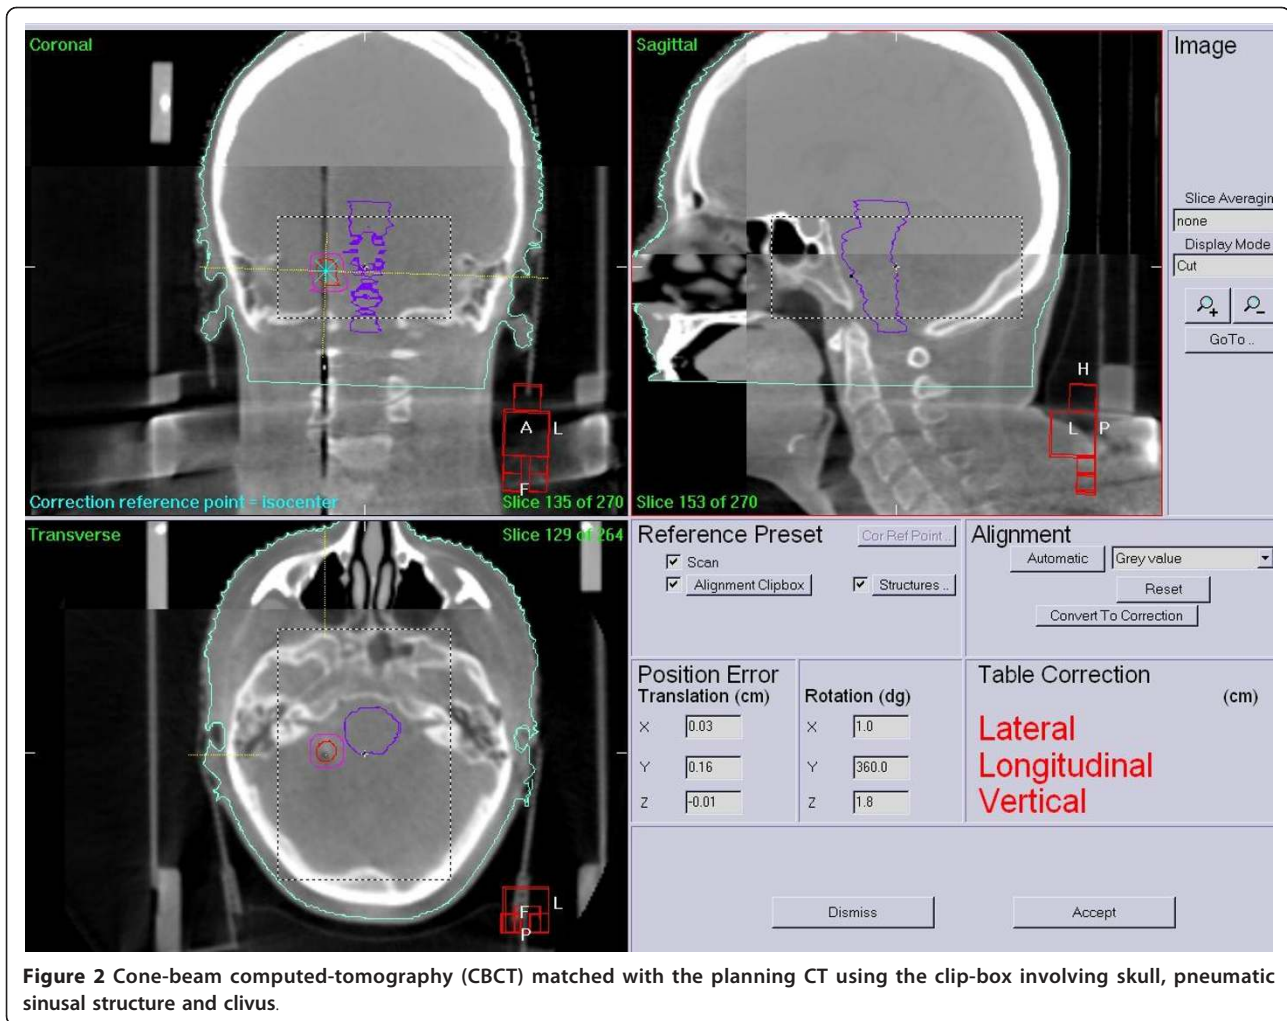 Coronal
A
L
F
Correction reference point = isocenter
Slice 135 of 270
Sagittal
H
L
P
Slice 153 of 270
Image
Slice Averagin
none
Display Mode
Cut
GoTo ..
Transverse
Slice 129 of 264
L
F
P
Reference Preset
Cor Ref Point ..
Scan
Alignment Clipbox
Structures ..
Alignment
Automatic
Grey value
Reset
Convert To Correction
Position Error
Translation (cm)
X 0.03
Y 0.16
Z -0.01
Rotation (dg)
X 1.0
Y 360.0
Z 1.8
Table Correction
(cm)
Lateral
Longitudinal
Vertical
Dismiss
Accept
Figure 2 Cone-beam computed-tomography (CBCT) matched with the planning CT using the clip-box involving skull, pneumatic
sinusal structure and clivus.